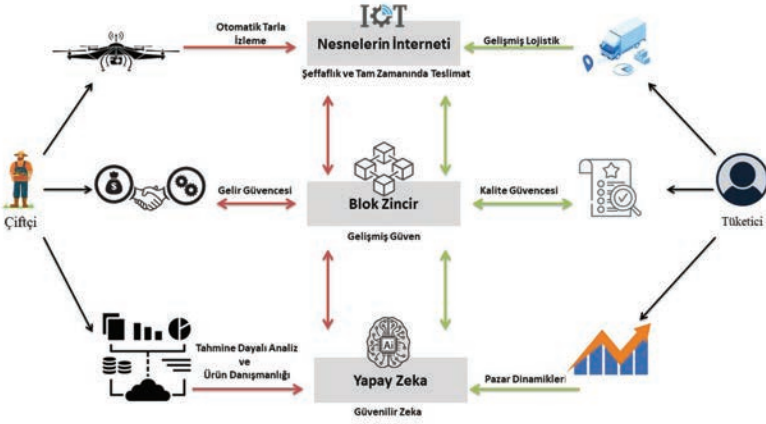 IOT
Otomatik Tarla
İzleme
Nesnelerin İnterneti
Gelişmiş Lojistik
Şeffaflık ve Tam Zamanında Teslimat
Çiftçi
Gelir Güvencesi
Blok Zincir
Kalite Güvencesi
Tüketici
Gelişmiş Güven
Tahmine Dayalı Analiz
ve
Ürün Danışmanlığı
Ai
Yapay Zeka
Pazar Dinamikleri
Güvenilir Zeka